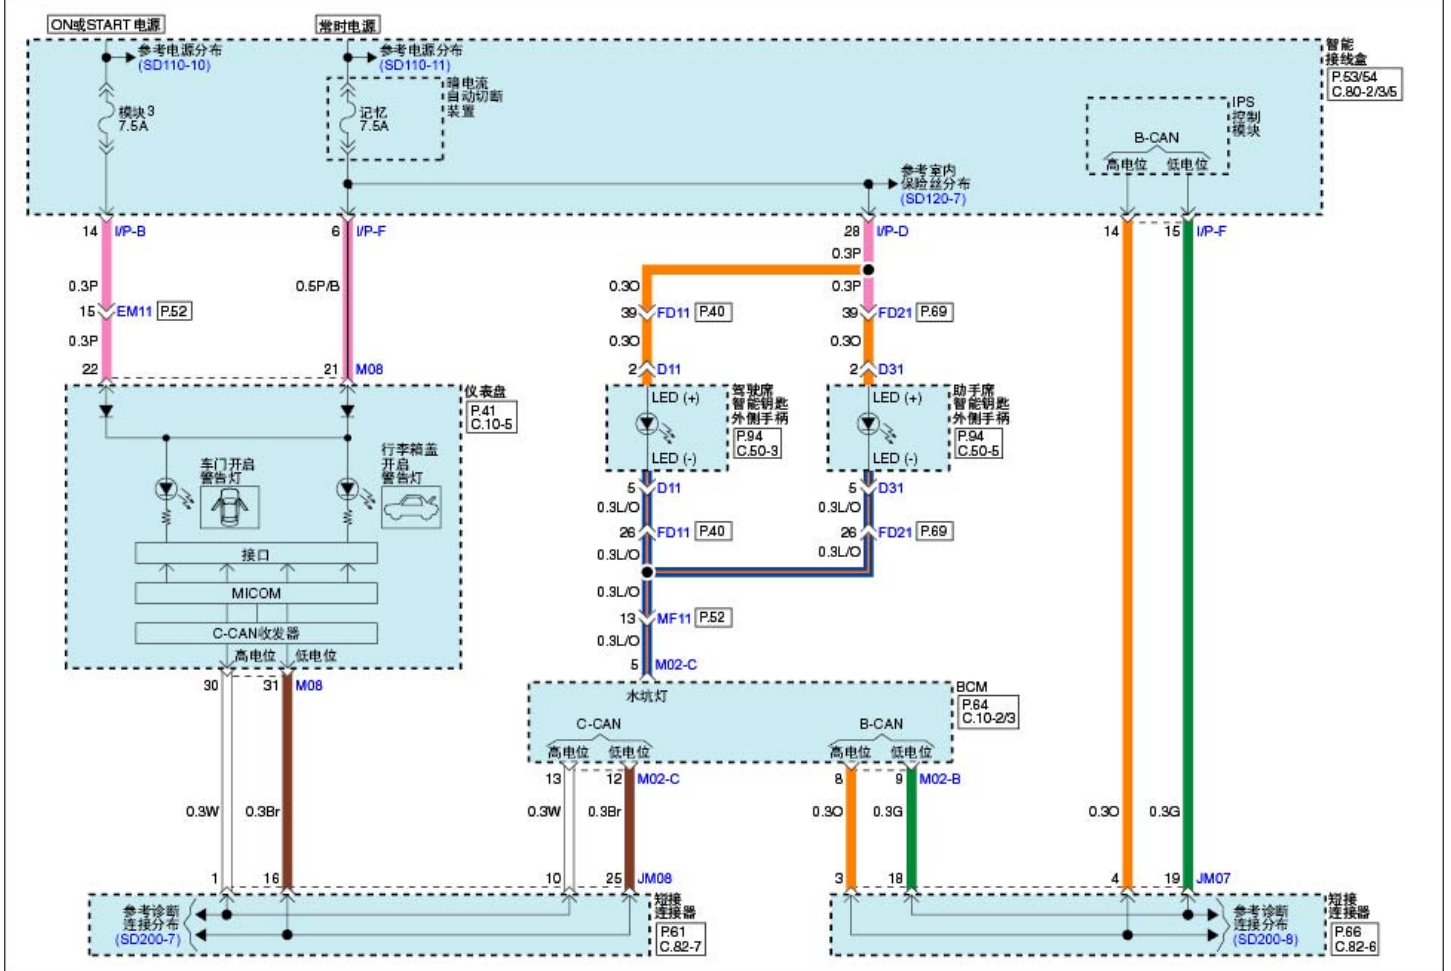 ON或START 电源
常时电源
参考电源分布
(SD110-10)
参考电源分布
(SD110-11)
智能
接线盒
P.53/54
C.80-2/3/5
模块 3
7.5A
记忆
7.5A
暗电流
自动切断
装置
IPS
控制
模块
B-CAN
高电位
低电位
参考室内
保险丝分布
(SD120-7)
14
I/P-B
6
I/P-F
28
I/P-D
14
15
I/P-F
0.3P
0.3P
0.5P/B
0.3O
0.3P
15
EM11
P.52
39
FD11
P.40
39
FD21
P.69
0.3P
0.3O
0.3O
22
21
M08
2
D11
2
D31
仪表盘
P.41
C.10-5
LED (+)
LED (-)
驾驶席
智能钥匙
外侧手柄
P.94
C.50-3
LED (+)
LED (-)
助手席
智能钥匙
外侧手柄
P.94
C.50-5
车门开启
警告灯
行李箱盖
开启
警告灯
5
D11
5
D31
0.3L/O
0.3L/O
26
FD11
P.40
26
FD21
P.69
0.3L/O
0.3L/O
接口
MICOM
C-CAN收发器
高电位
低电位
0.3L/O
13
MF11
P.52
0.3L/O
5
M02-C
30
31
M08
水坑灯
BCM
P.64
C.10-2/3
C-CAN
高电位
低电位
B-CAN
高电位
低电位
13
12
M02-C
8
9
M02-B
0.3W
0.3Br
0.3W
0.3Br
0.3O
0.3G
0.3O
0.3G
1
16
10
25
JM08
3
18
4
19
JM07
参考诊断
连接分布
(SD200-7)
短接
连接器
P.61
C.82-7
参考诊断
连接分布
(SD200-8)
短接
连接器
P.66
C.82-6